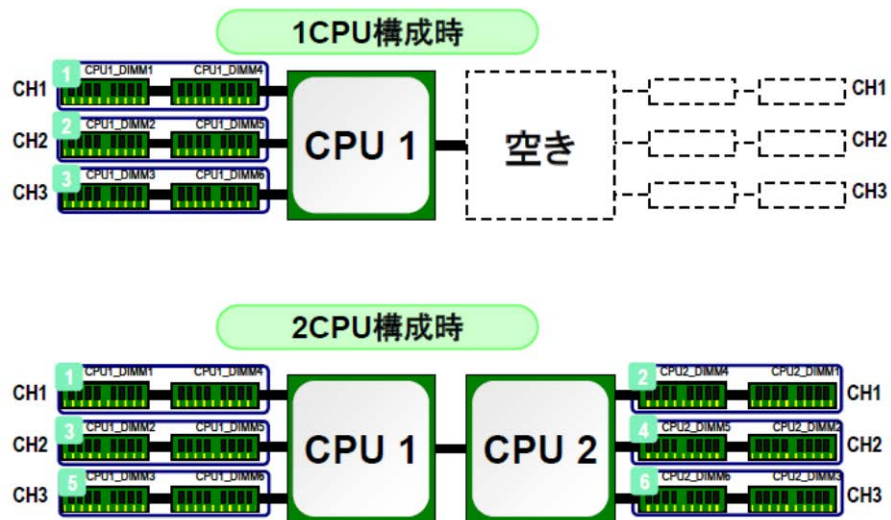 1CPU構成時
1 CPU1_DIMM1 CPU1_DIMM4
CH1 CH1
2 CPU1_DIMM2 CPU1_DIMM5
CH2 CPU 1 空き CH2
3 CPU1_DIMM3 CPU1_DIMM6
CH3 CH3
2CPU構成時
1 CPU1_DIMM1 CPU1_DIMM4 2 CPU2_DIMM4 CPU2_DIMM1
CH1 CH1
3 CPU1_DIMM2 CPU1_DIMM5 4 CPU2_DIMM5 CPU2_DIMM2
CH2 CPU 1 CPU 2 CH2
5 CPU1_DIMM3 CPU1_DIMM6 6 CPU2_DIMM6 CPU2_DIMM3
CH3 CH3